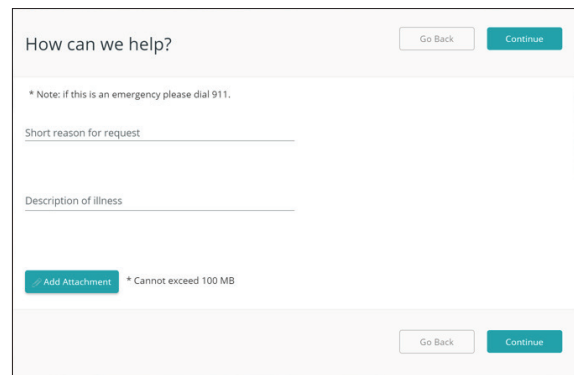 How can we help?
Go Back
Continue
* Note: if this is an emergency please dial 911.
Short reason for request
Description of illness
Add Attachment * Cannot exceed 100 MB
Go Back
Continue